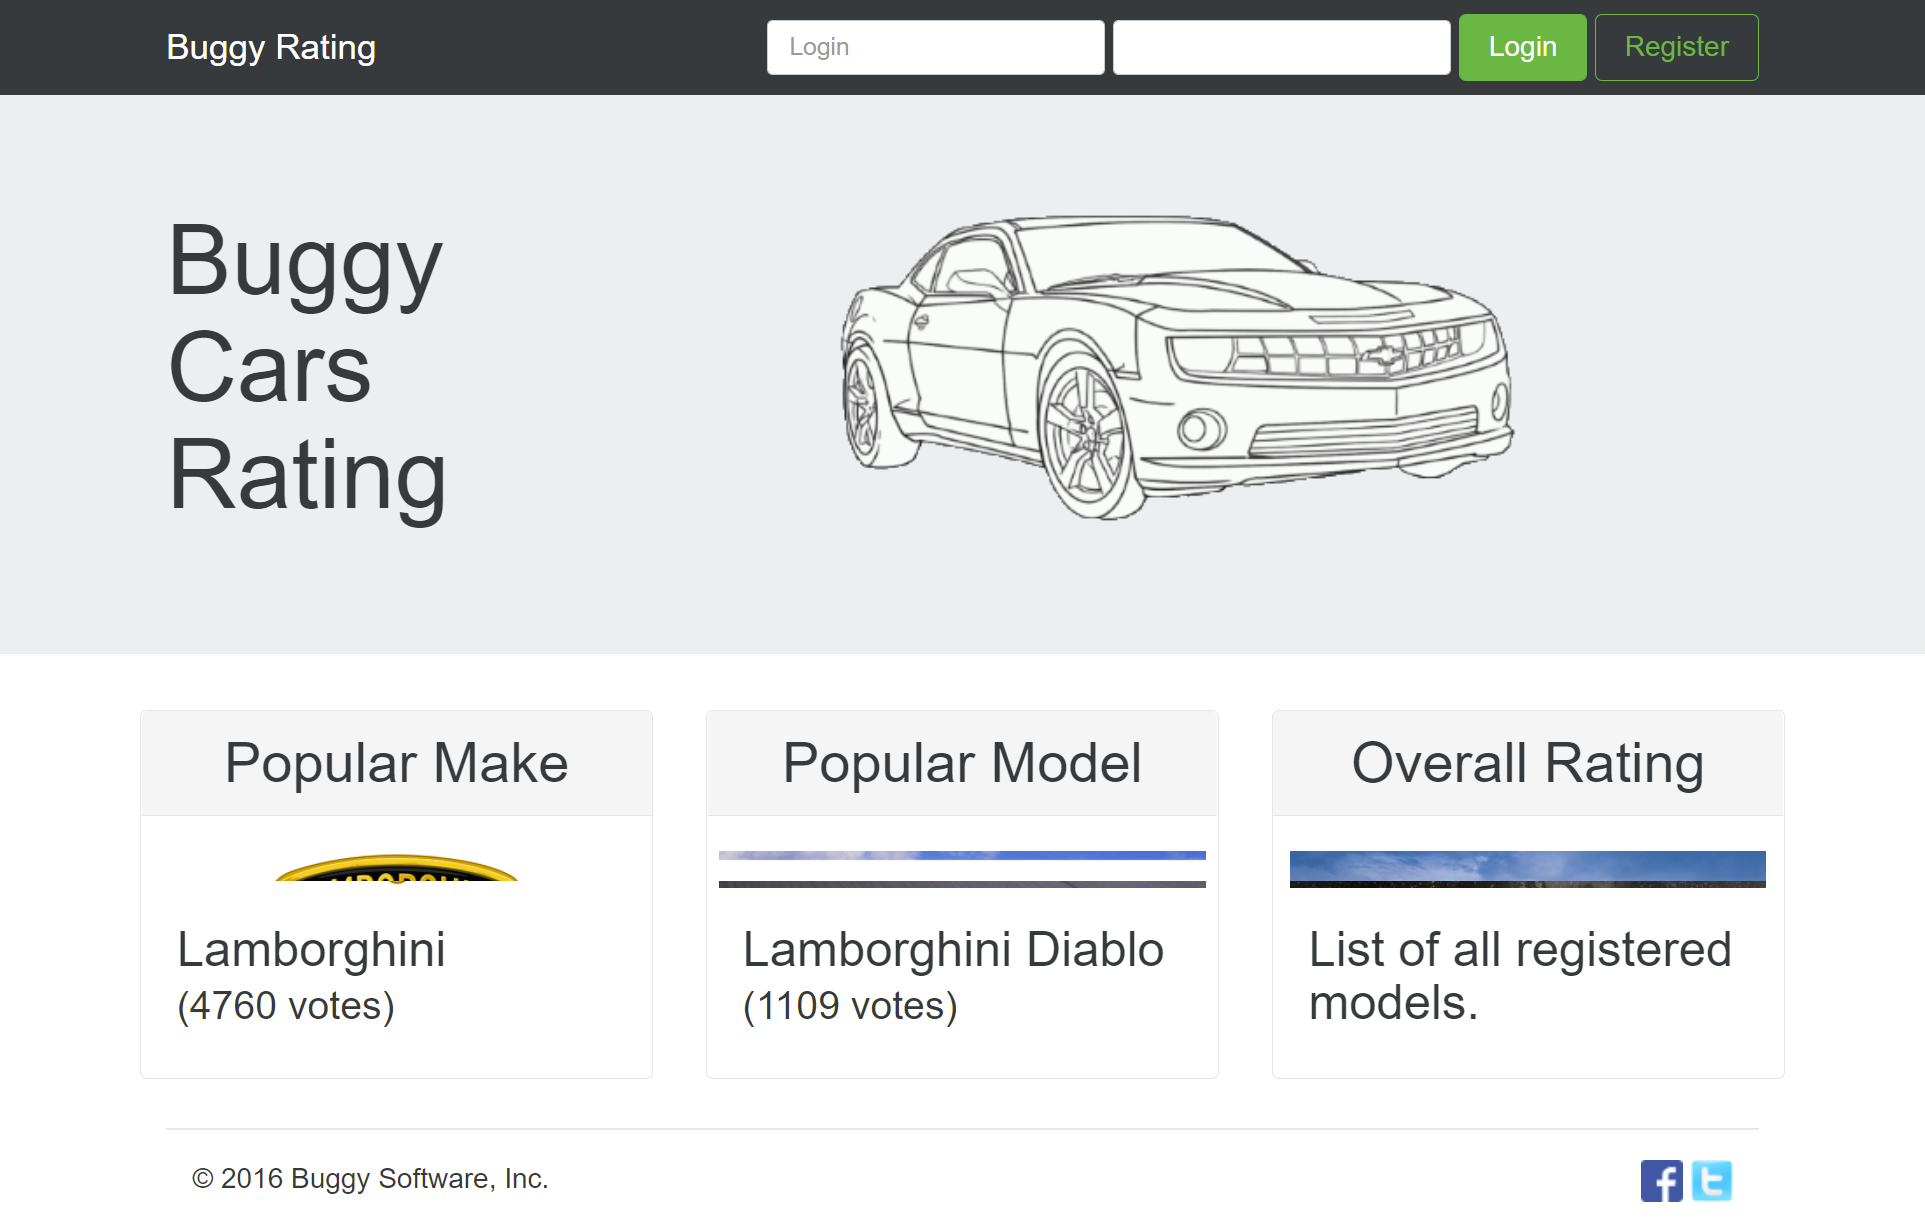 Buggy Rating
Login
Login
Register
Buggy
Cars
Rating
Popular Make
Popular Model
Overall Rating
Lamborghini
(4760 votes)
Lamborghini Diablo
(1109 votes)
List of all registered
models.
© 2016 Buggy Software, Inc.